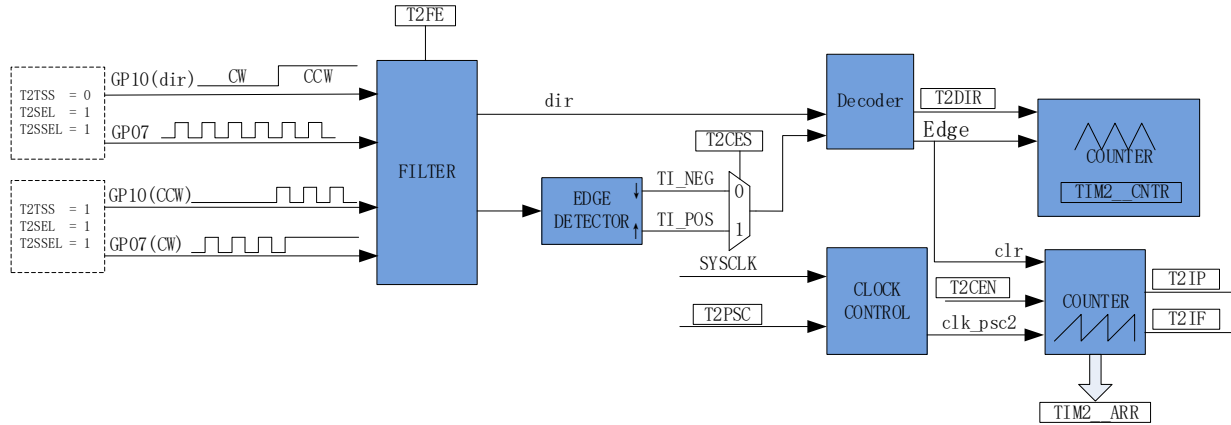 T2FE
T2TSS = 0
T2SEL = 1
T2SSEL = 1
GP10(dir)
CW
CCW
GP07
T2TSS = 1
T2SEL = 1
T2SSEL = 1
GP10(CCW)
GP07(CW)
FILTER
dir
T2CES
EDGE
DETECTOR
TI_NEG
TI_POS
0
1
Decoder
T2DIR
Edge
COUNTER
TIM2__CNTR
SYSCLK
T2PSC
CLOCK
CONTROL
clr
T2CEN
clk_psc2
COUNTER
T2IP
T2IF
TIM2__ARR